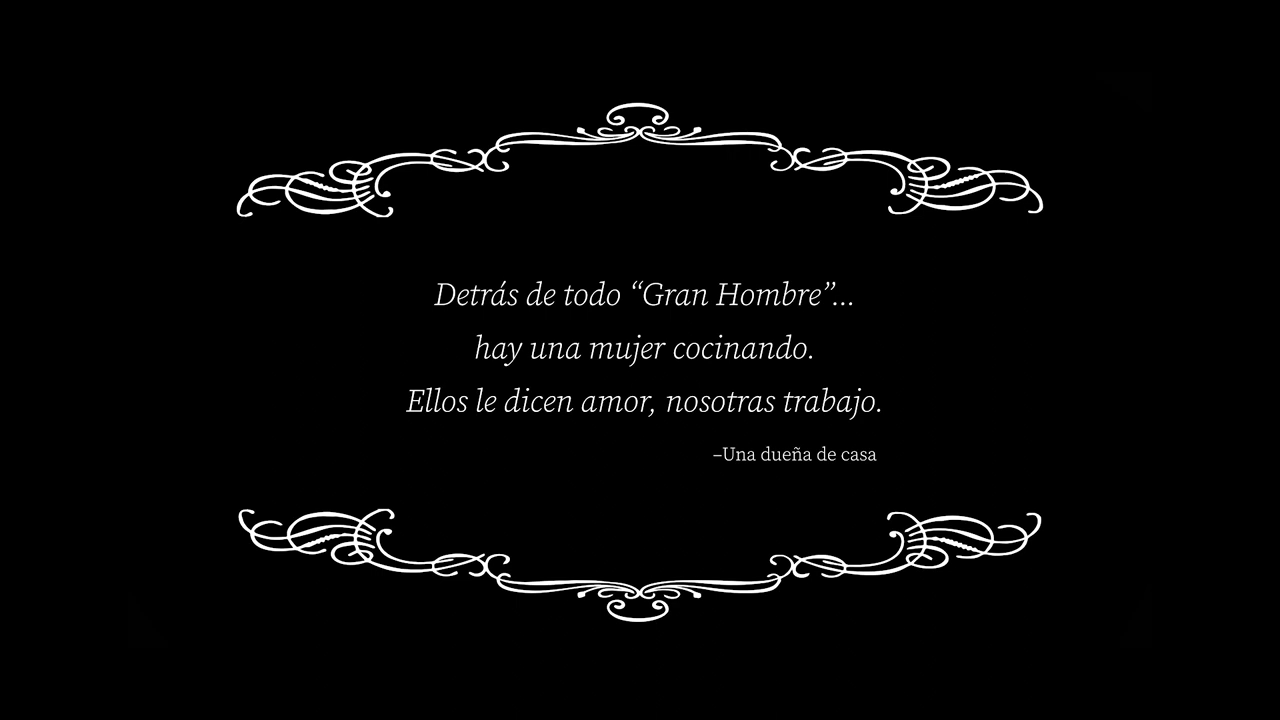 Detrás de todo “Gran Hombre”...
hay una mujer cocinando.
Ellos le dicen amor, nosotras trabajo.
–Una dueña de casa